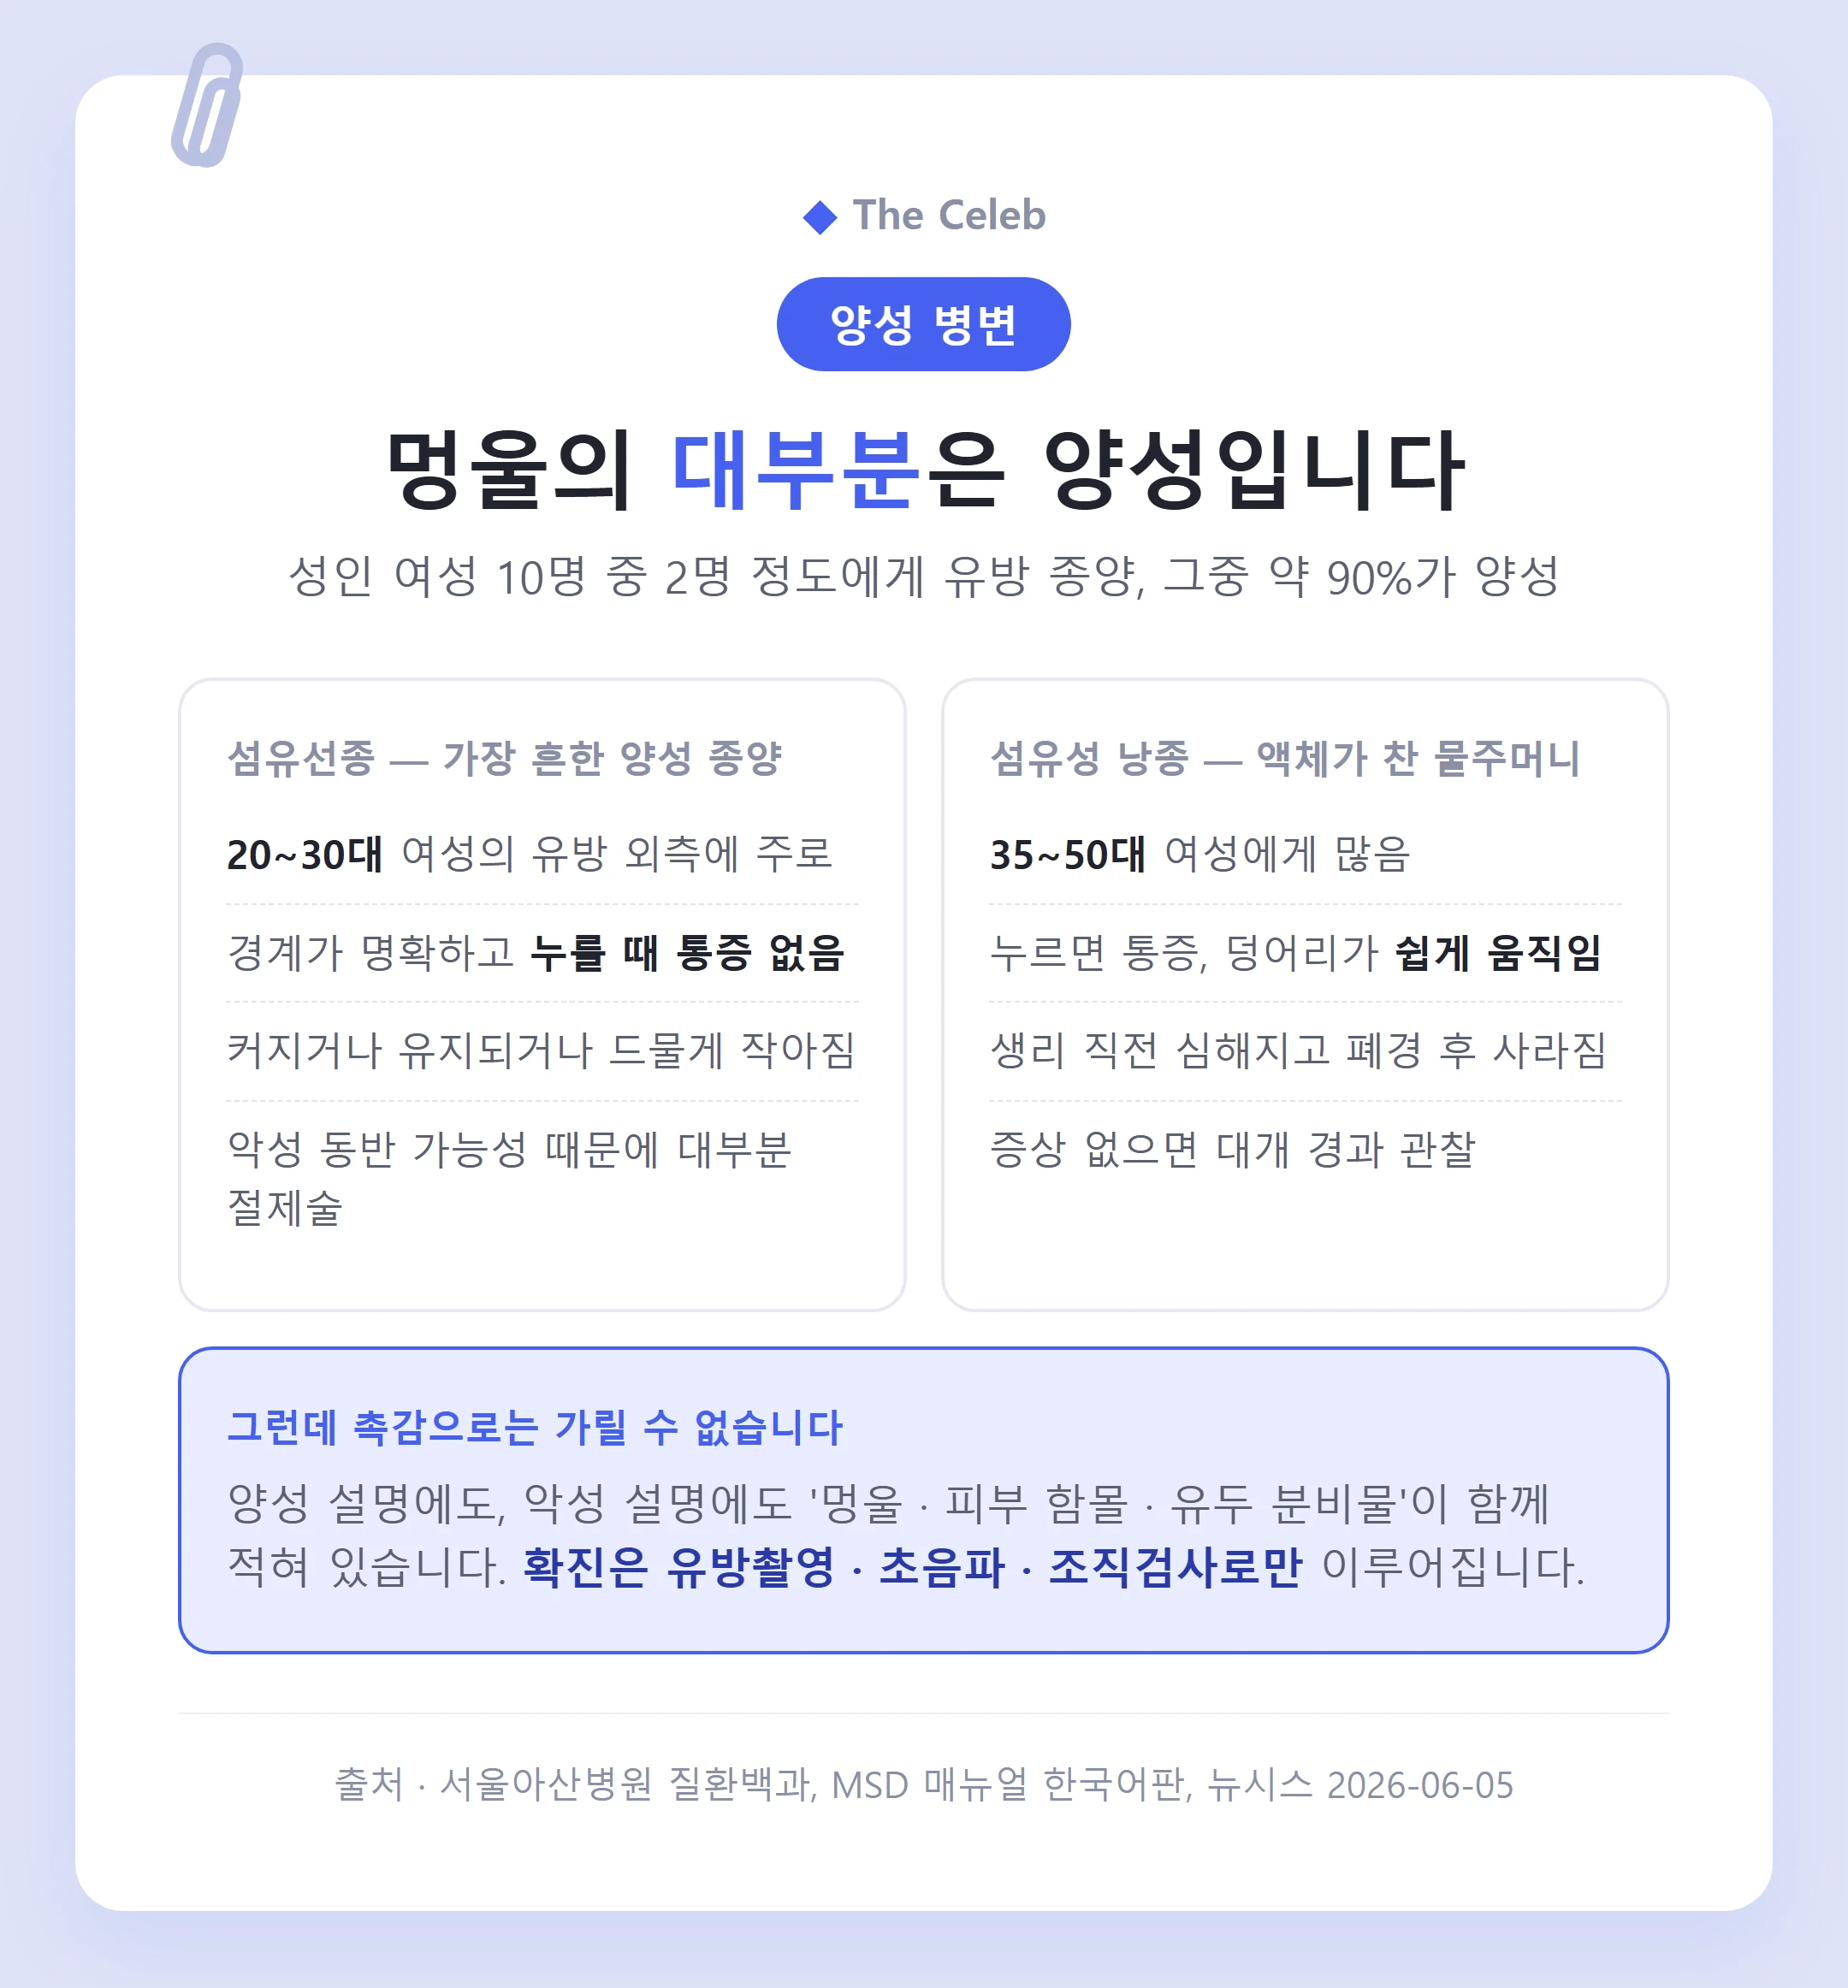 The Celeb
양성 병변
멍울의 대부분은 양성입니다
성인 여성 10명 중 2명 정도에게 유방 종양, 그중 약 90%가 양성
섬유선종 — 가장 흔한 양성 종양
20~30대 여성의 유방 외측에 주로
경계가 명확하고 누를 때 통증 없음
커지거나 유지되거나 드물게 작아짐
악성 동반 가능성 때문에 대부분
절제술
섬유성 낭종 — 액체가 찬 물주머니
35~50대 여성에게 많음
누르면 통증, 덩어리가 쉽게 움직임
생리 직전 심해지고 폐경 후 사라짐
증상 없으면 대개 경과 관찰
그런데 촉감으로는 가릴 수 없습니다
양성 설명에도, 악성 설명에도 '멍울 · 피부 함몰 · 유두 분비물'이 함께
적혀 있습니다. 확진은 유방촬영 · 초음파 · 조직검사로만 이루어집니다.
출처 · 서울아산병원 질환백과, MSD 매뉴얼 한국어판, 뉴시스 2026-06-05